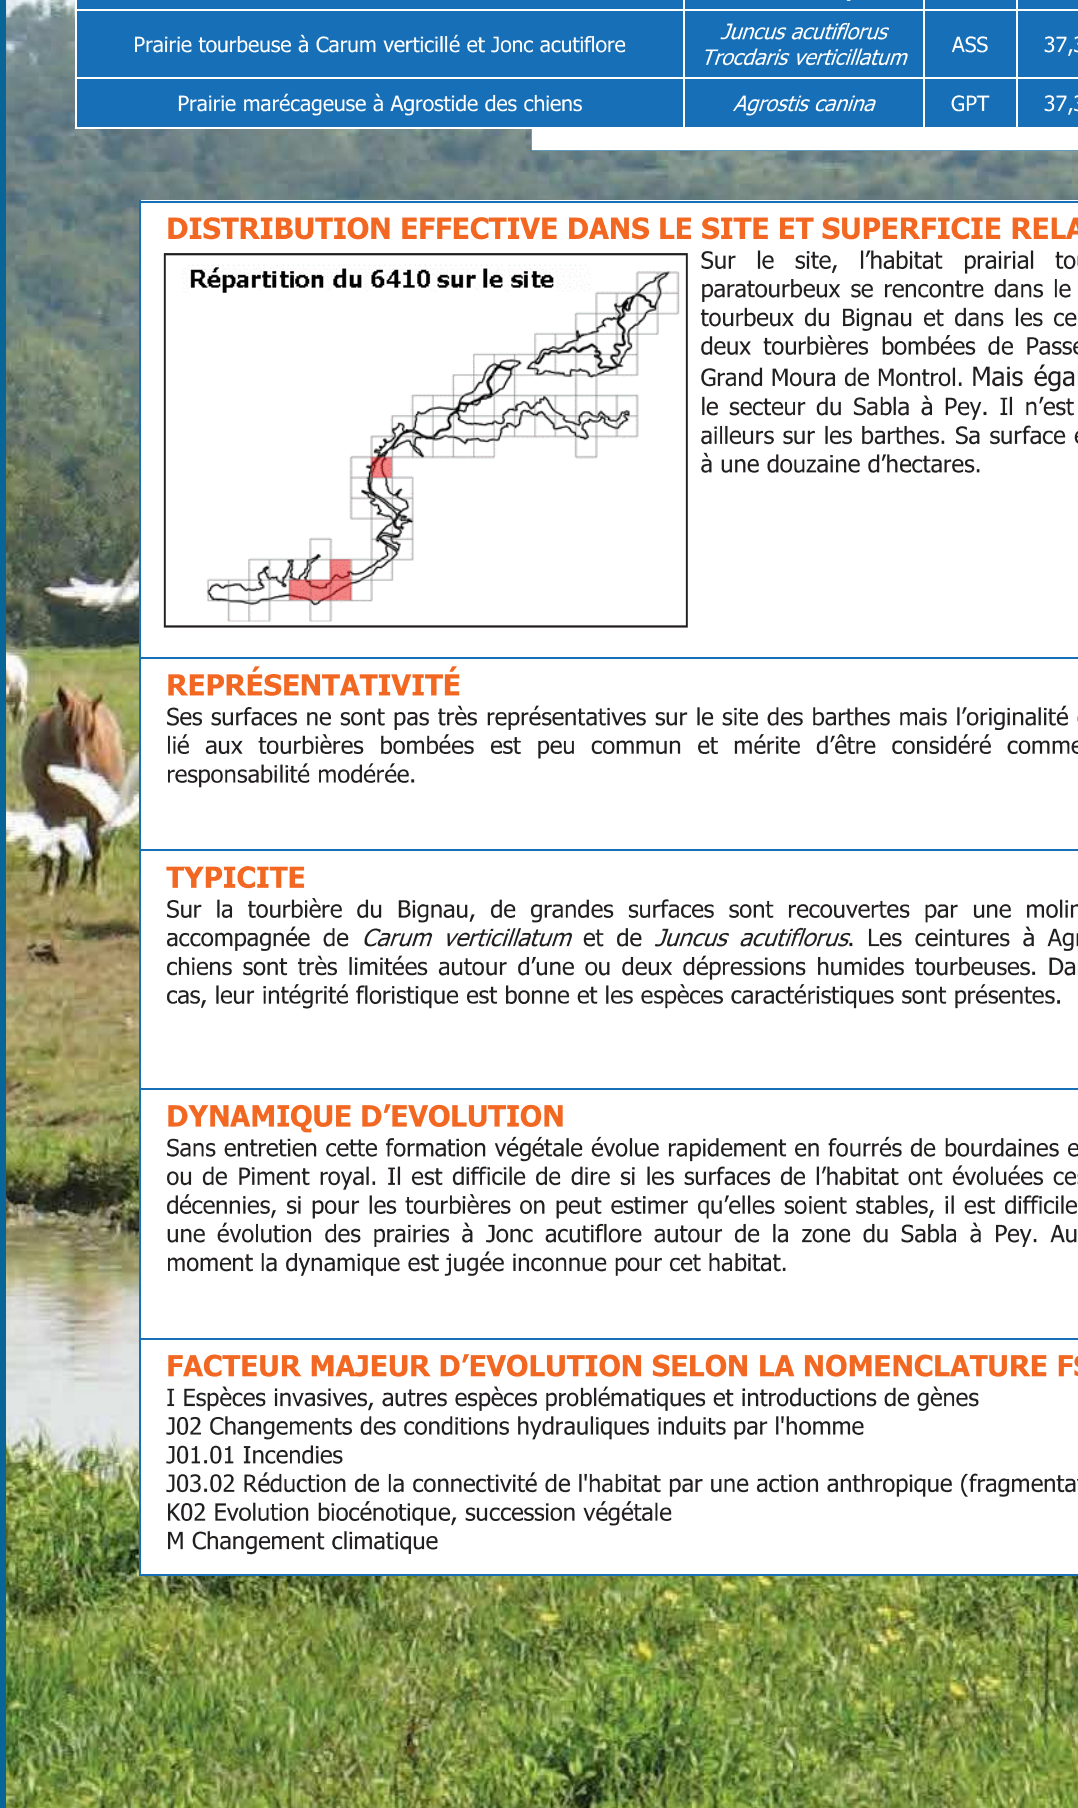 Prairie tourbeuse à Carum verticillé et Jonc acutiflore
Juncus acutiflorus
Trocdaris verticillatum
ASS
37,3
Prairie marécageuse à Agrostide des chiens
Agrostis canina
GPT
37,3
DISTRIBUTION EFFECTIVE DANS LE SITE ET SUPERFICIE RELA
Répartition du 6410 sur le site
Sur le site, l’habitat prairial tou
paratourbeux se rencontre dans le
tourbeux du Bignau et dans les ce
deux tourbières bombées de Passe
Grand Moura de Montrol. Mais éga
le secteur du Sabla à Pey. Il n’est
ailleurs sur les barthes. Sa surface e
à une douzaine d’hectares.
REPRÉSENTATIVITÉ
Ses surfaces ne sont pas très représentatives sur le site des barthes mais l’originalité
lié aux tourbières bombées est peu commun et mérite d’être considéré comme
responsabilité modérée.
TYPICITE
Sur la tourbière du Bignau, de grandes surfaces sont recouvertes par une molin
accompagnée de Carum verticillatum et de Juncus acutiflorus. Les ceintures à Agr
chiens sont très limitées autour d’une ou deux dépressions humides tourbeuses. Da
cas, leur intégrité floristique est bonne et les espèces caractéristiques sont présentes.
DYNAMIQUE D’EVOLUTION
Sans entretien cette formation végétale évolue rapidement en fourrés de bourdaines e
ou de Piment royal. Il est difficile de dire si les surfaces de l’habitat ont évoluées ce
décennies, si pour les tourbières on peut estimer qu’elles soient stables, il est difficile
une évolution des prairies à Jonc acutiflore autour de la zone du Sabla à Pey. Au
moment la dynamique est jugée inconnue pour cet habitat.
FACTEUR MAJEUR D’EVOLUTION SELON LA NOMENCLATURE FS
I Espèces invasives, autres espèces problématiques et introductions de gènes
J02 Changements des conditions hydrauliques induits par l'homme
J01.01 Incendies
J03.02 Réduction de la connectivité de l'habitat par une action anthropique (fragmenta
K02 Evolution biocénotique, succession végétale
M Changement climatique